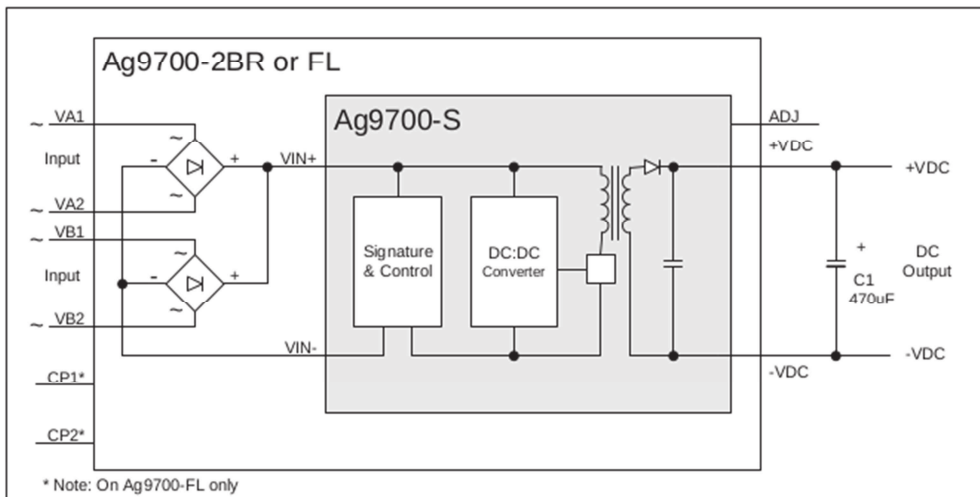 Ag9700-2BR or FL
Ag9700-S
~ VA1
Input
~ VA2
~ VB1
Input
~ VB2
CP1*
CP2*
~
-
+
~
~
-
+
~
VIN+
VIN-
Signature
& Control
DC:DC
Converter
ADJ
+VDC
-VDC
+VDC
+
C1
470uF
DC
Output
-VDC
* Note: On Ag9700-FL only